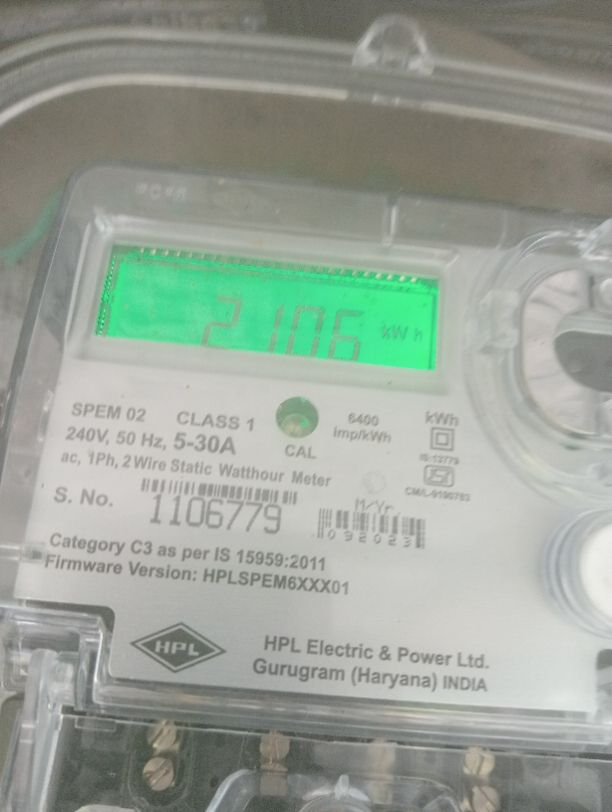 2106 kWh
SPEM 02 CLASS 1 6400 imp/kWh kWh
240V, 50 Hz, 5-30A CAL
IS:13779
ac, 1Ph, 2 Wire Static Watthour Meter
CM/L-9190783
S. No. 1106779
M/Yr.
092023
Category C3 as per IS 15959:2011
Firmware Version: HPLSPEM6XXX01
HPL
HPL Electric & Power Ltd.
Gurugram (Haryana) INDIA